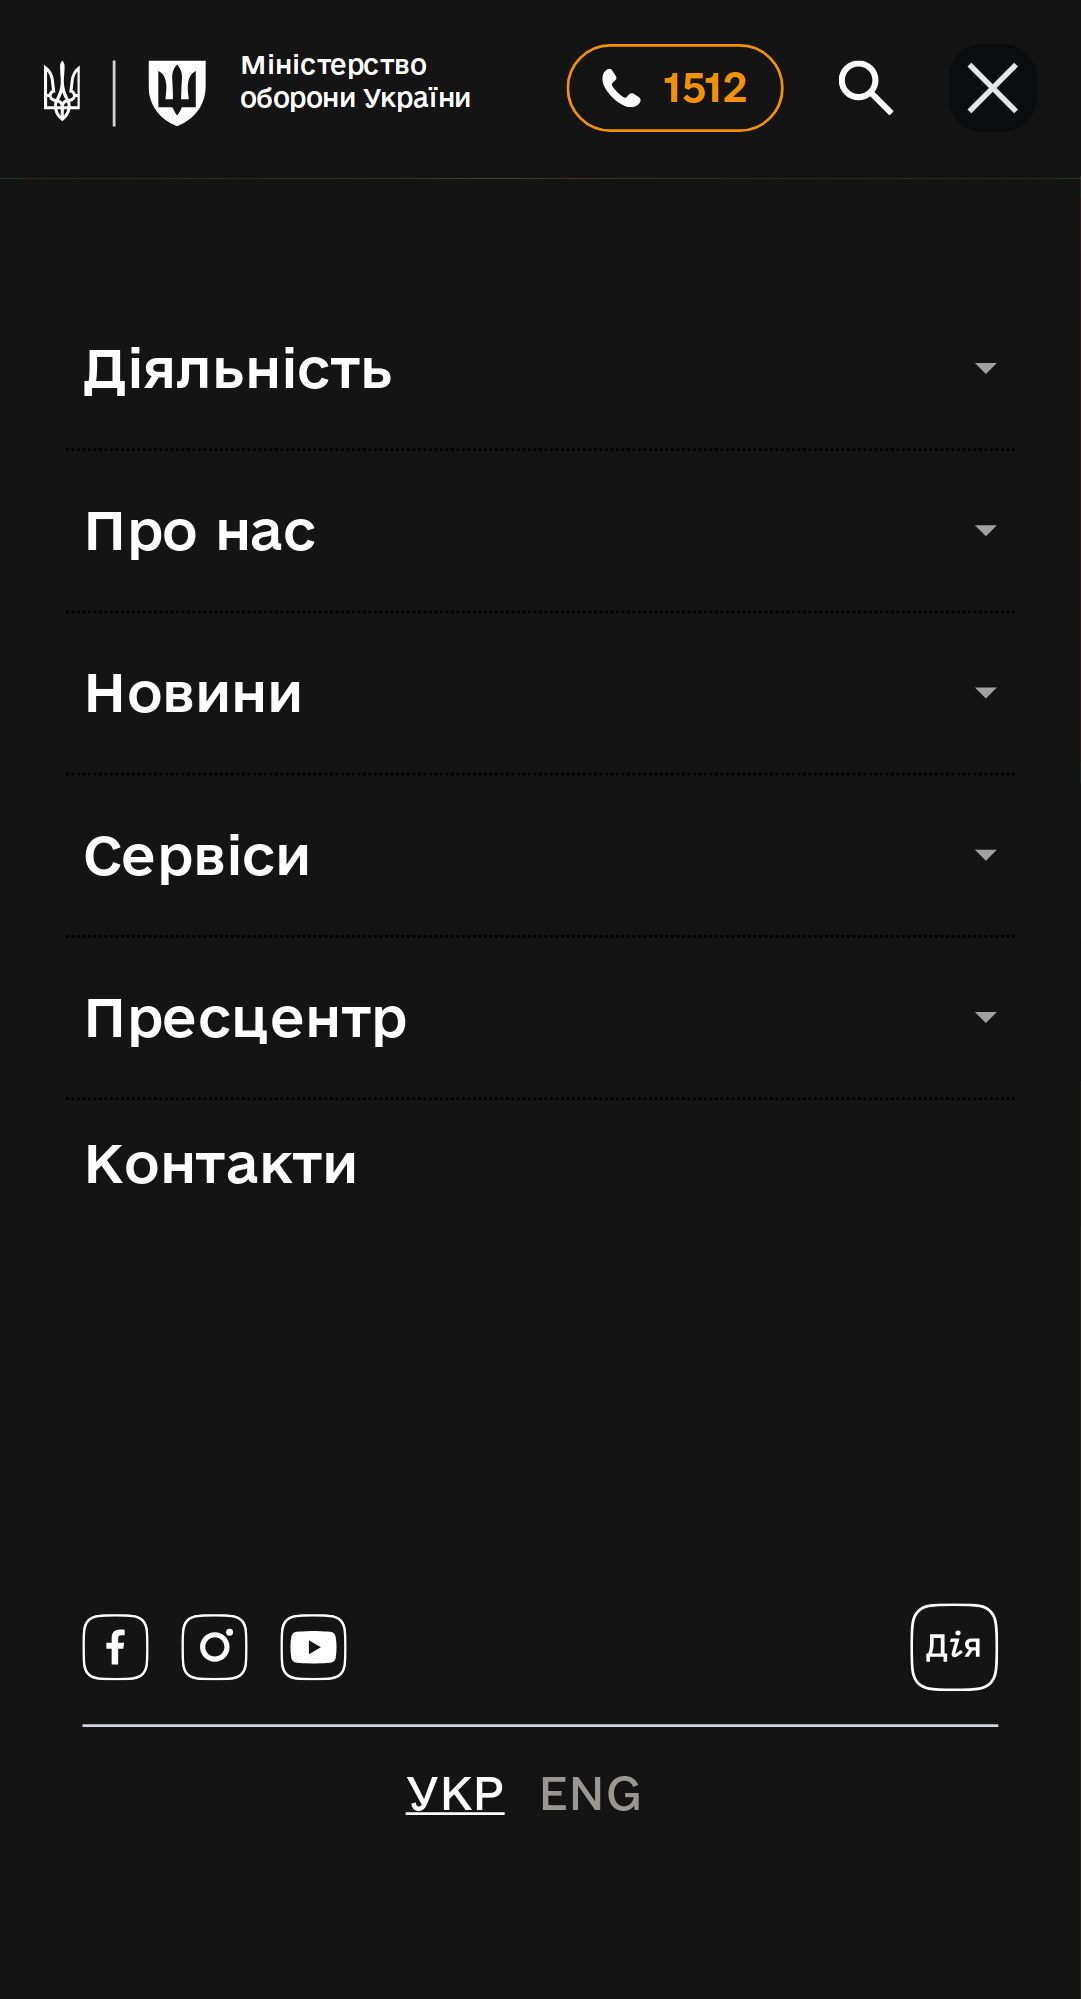 Міністерство
оборони України
1512
Діяльність
Про нас
Новини
Сервіси
Пресцентр
Контакти
Дія
УКР ENG